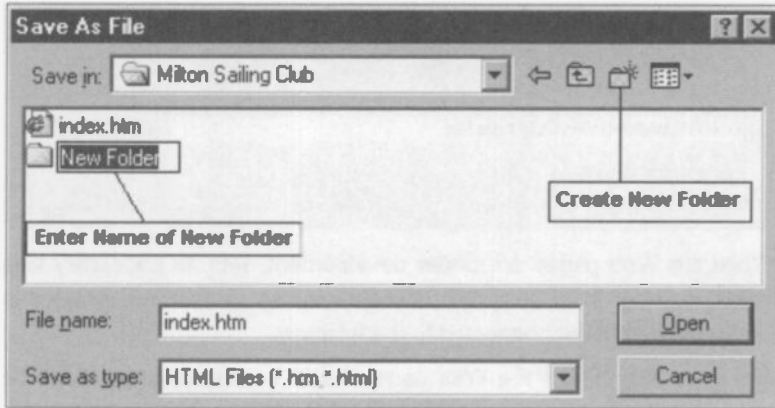 Save As File
Save in: Milton Sailing Club
index.htm
New Folder
Create New Folder
Enter Name of New Folder
File name: index.htm Open
Save as type: HTML Files (*.htm,*.html) Cancel